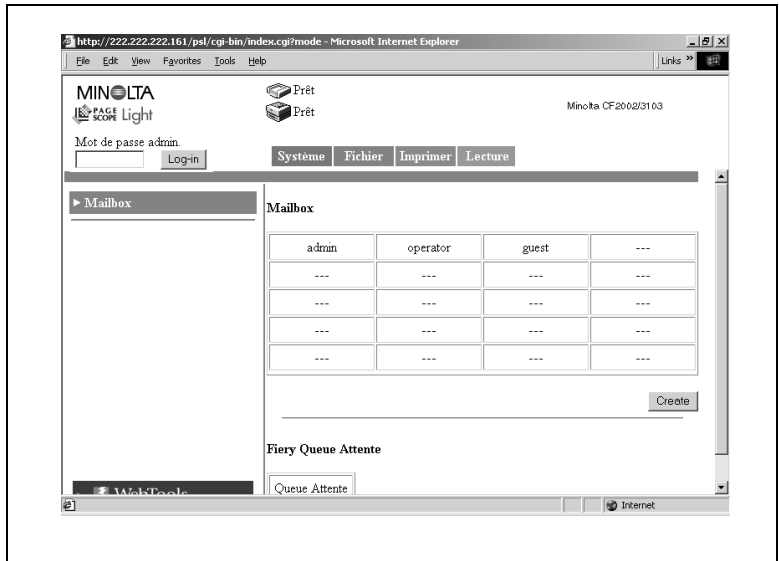 http://222.222.222.161/psl/cgi-bin/index.cgi?mode - Microsoft Internet Explorer
File Edit View Favorites Tools Help
Links »
MINOLTA
PAGE SCOPE Light
Prêt
Prêt
Minolta CF2002/3103
Mot de passe admin.
Log-in
Système Fichier Imprimer Lecture
Mailbox
Mailbox
admin operator guest ---
--- --- --- ---
--- --- --- ---
--- --- --- ---
--- --- --- ---
Create
Fiery Queue Attente
WebTools
Queue Attente
Internet